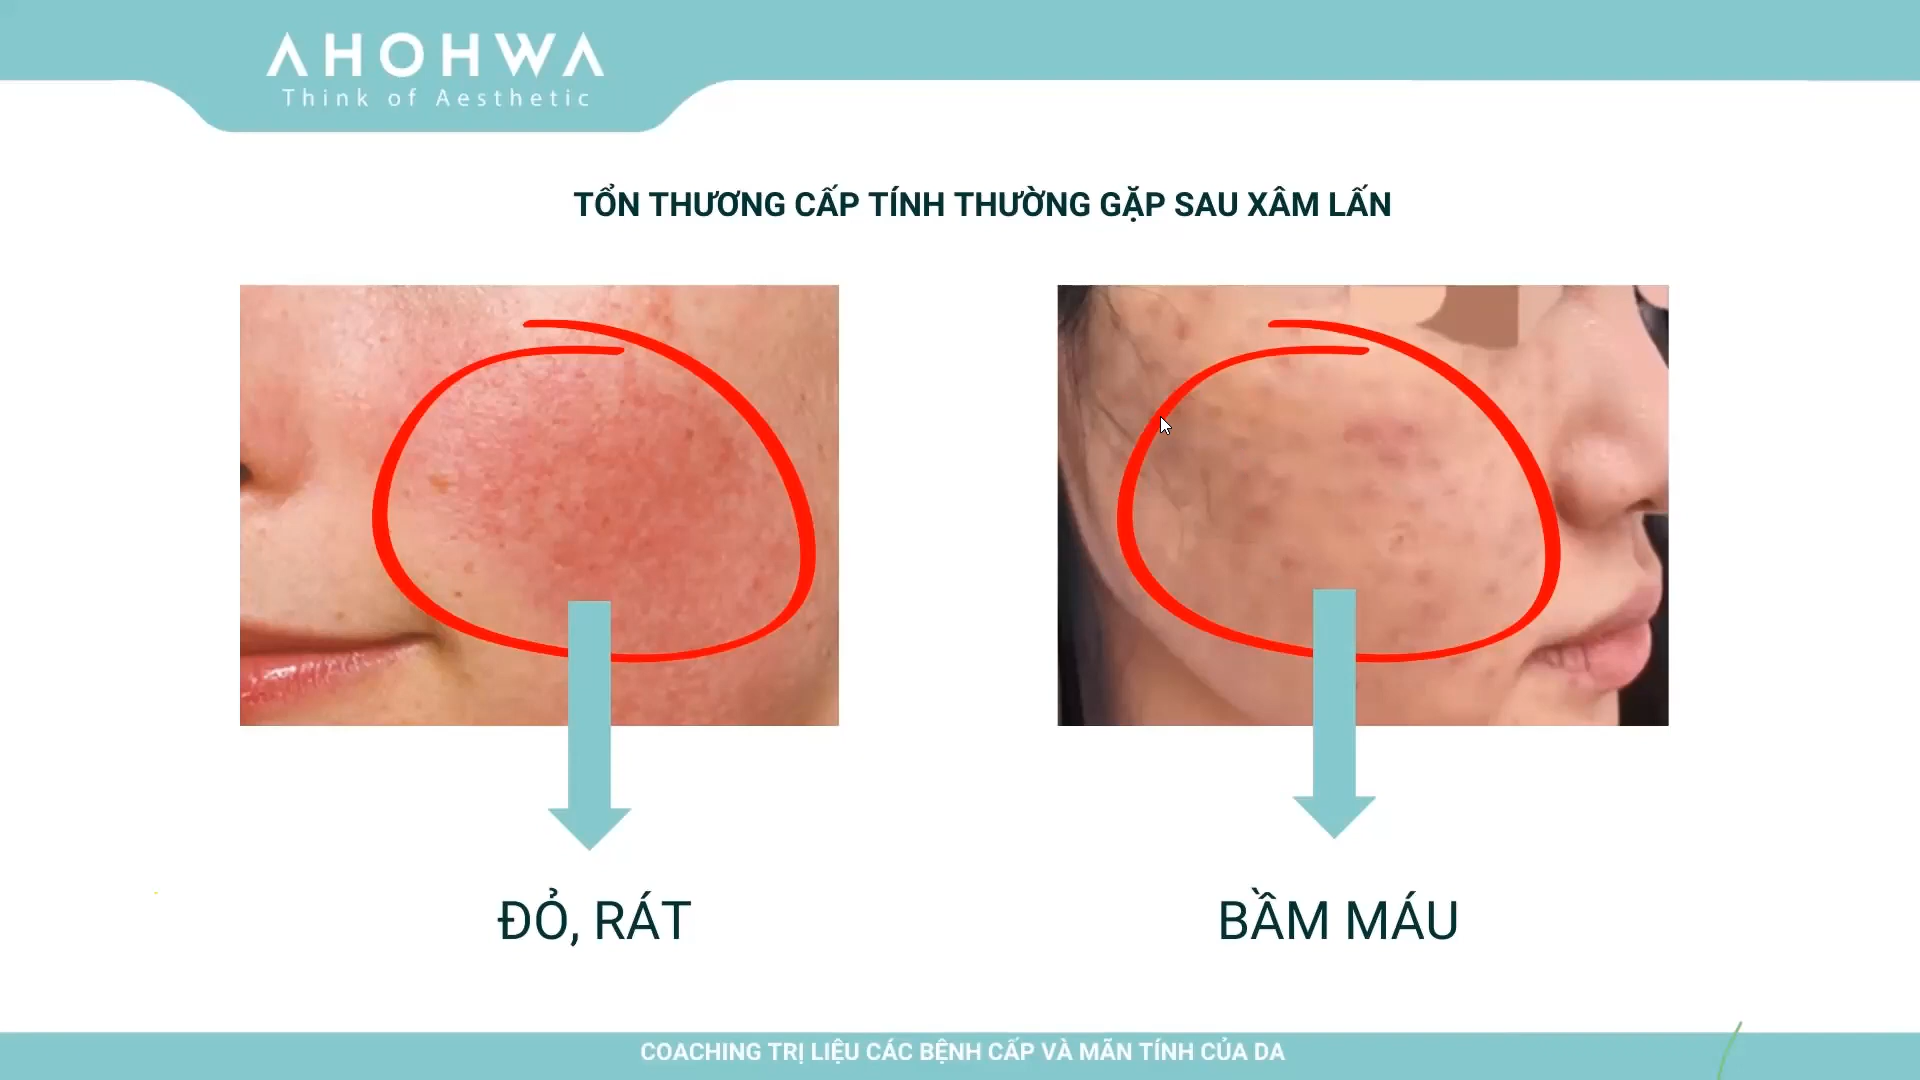 AHOHWA
Think of Aesthetic
TỔN THƯƠNG CẤP TÍNH THƯỜNG GẶP SAU XÂM LẤN
ĐỎ, RÁT
BẦM MÁU
COACHING TRỊ LIỆU CÁC BỆNH CẤP VÀ MÃN TÍNH CỦA DA